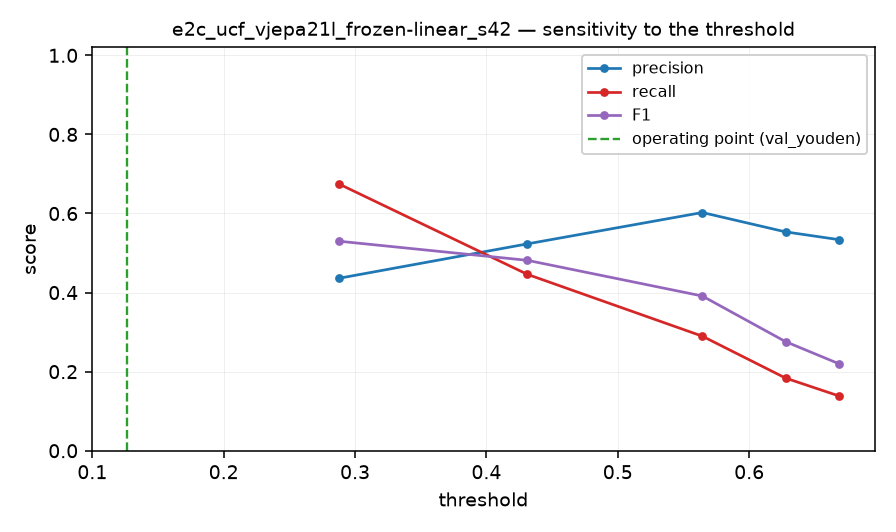 e2c_ucf_vjepa21l_frozen-linear_s42 — sensitivity to the threshold
1.0
0.8
0.6
0.4
0.2
0.0
score
precision
recall
F1
operating point (val_youden)
0.1 0.2 0.3 0.4 0.5 0.6
threshold